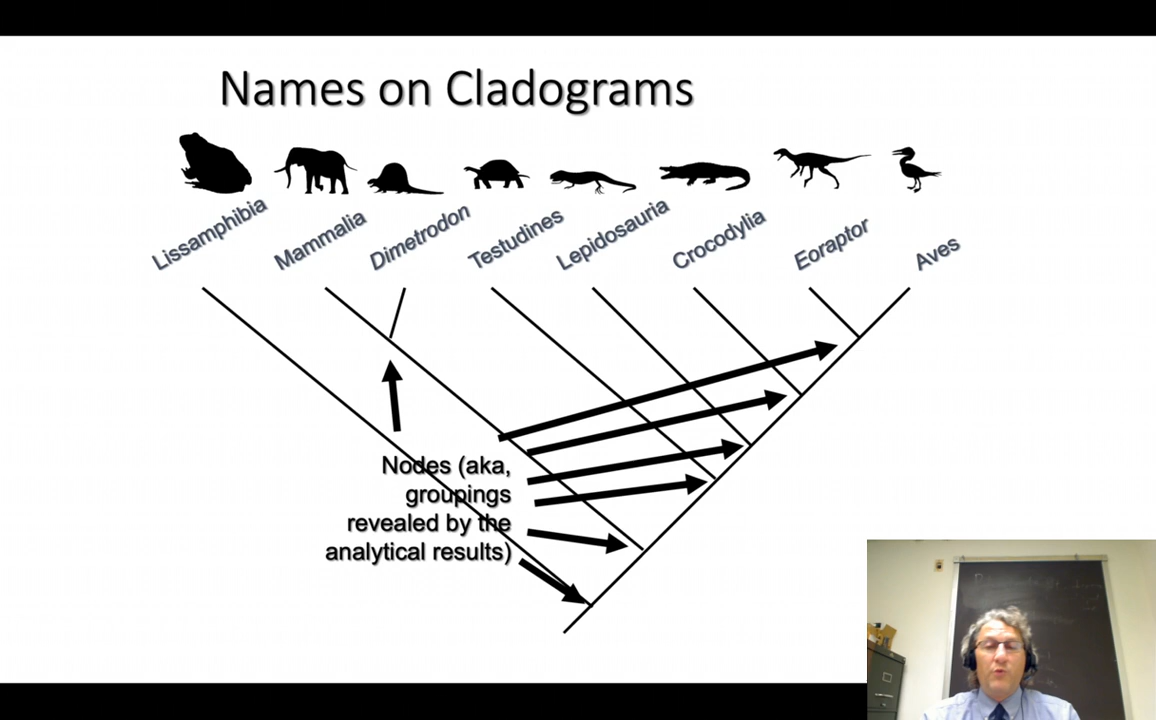 Names on Cladograms
Lissamphibia
Mammalia
Dimetrodon
Testudines
Lepidosauria
Crocodylia
Eoraptor
Aves
Nodes (aka,
groupings
revealed by the
analytical results)